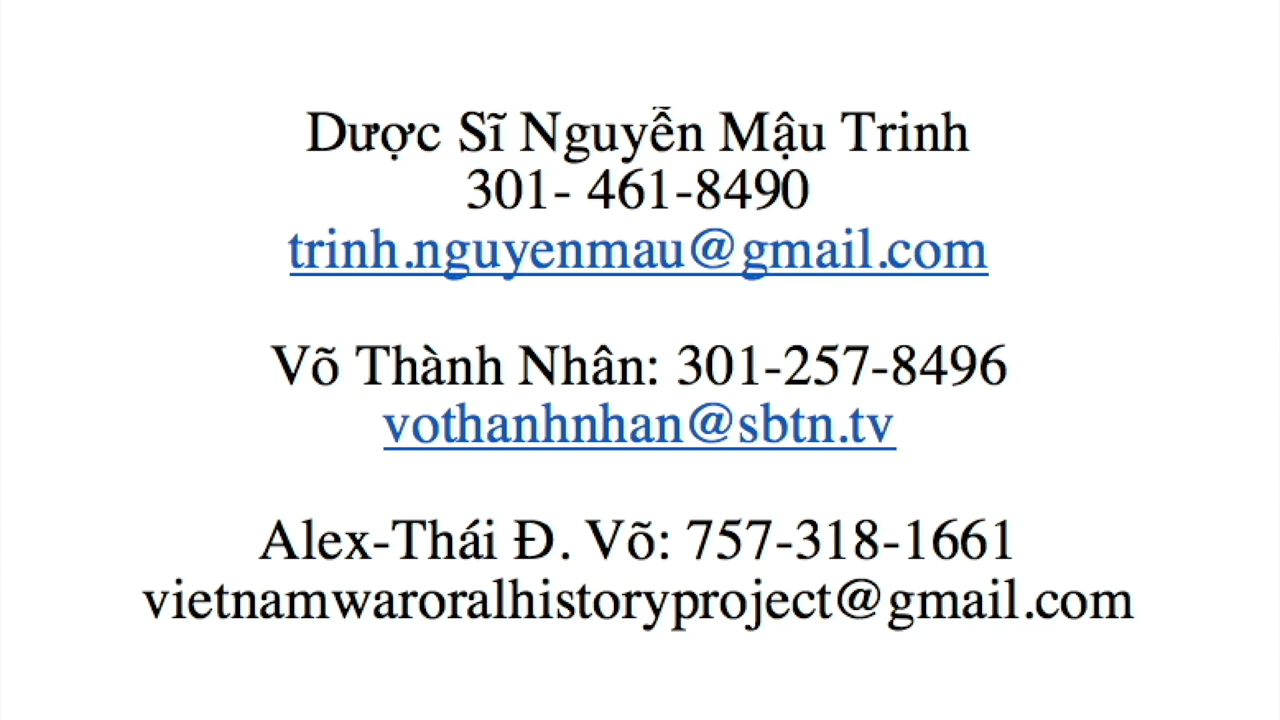 Dược Sĩ Nguyễn Mậu Trinh
301- 461-8490
trinh.nguyenmau@gmail.com
Võ Thành Nhân: 301-257-8496
vothanhnhan@sbtn.tv
Alex-Thái Đ. Võ: 757-318-1661
vietnamwaroralhistoryproject@gmail.com